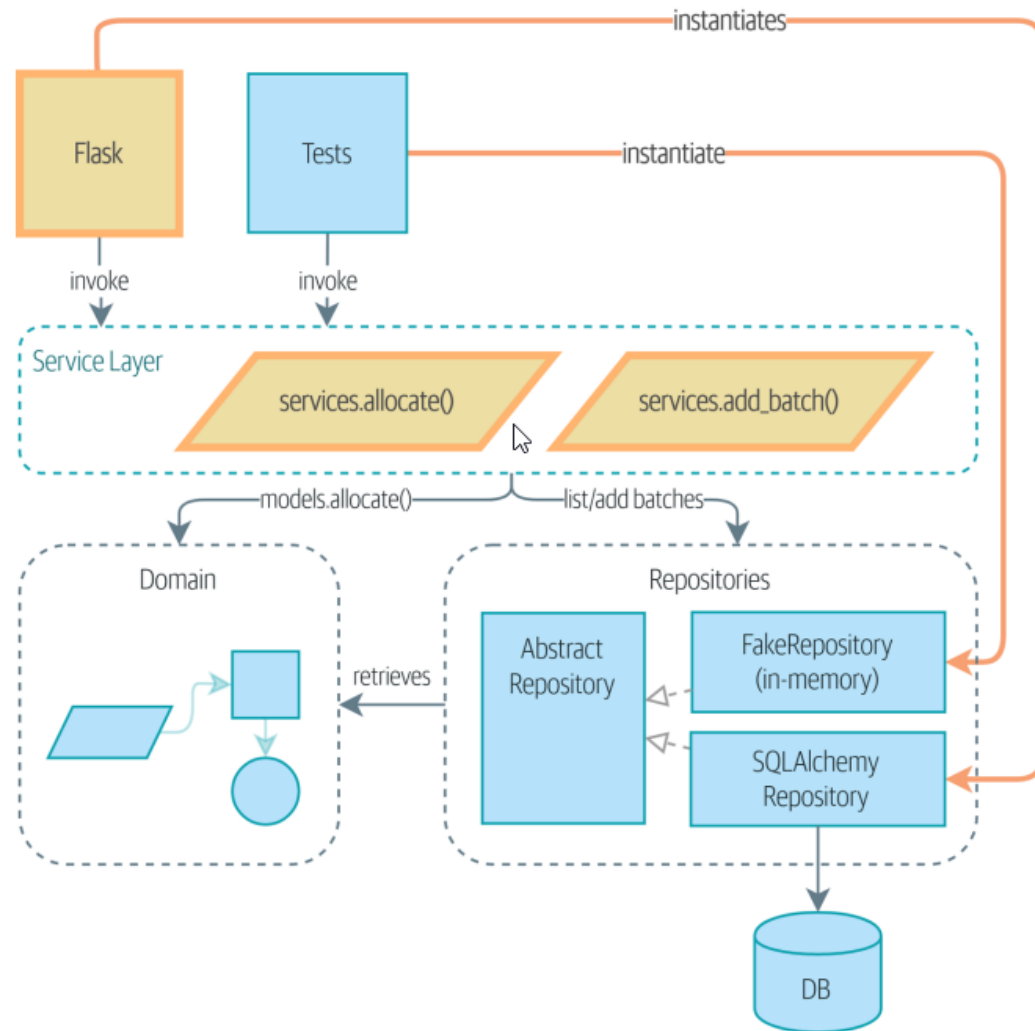 instantiates
Flask
Tests
instantiate
invoke
invoke
Service Layer
services.allocate()
services.add_batch()
models.allocate()
list/add batches
Domain
Repositories
Abstract
Repository
FakeRepository
(in-memory)
retrieves
SQLAlchemy
Repository
DB